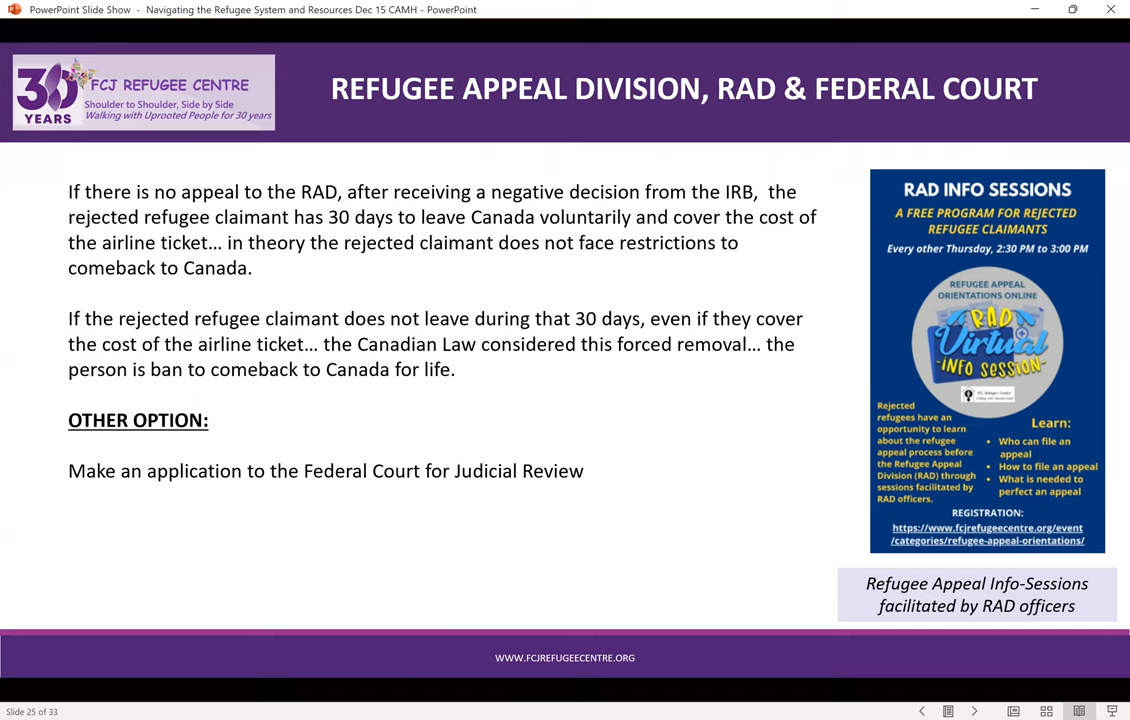 PowerPoint Slide Show - Navigating the Refugee System and Resources Dec 15 CAMH - PowerPoint
30 YEARS
FCJ REFUGEE CENTRE
Shoulder to Shoulder, Side by Side
Walking with Uprooted People for 30 years
REFUGEE APPEAL DIVISION, RAD & FEDERAL COURT
If there is no appeal to the RAD, after receiving a negative decision from the IRB, the
rejected refugee claimant has 30 days to leave Canada voluntarily and cover the cost of
the airline ticket... in theory the rejected claimant does not face restrictions to
comeback to Canada.
If the rejected refugee claimant does not leave during that 30 days, even if they cover
the cost of the airline ticket... the Canadian Law considered this forced removal... the
person is ban to comeback to Canada for life.
OTHER OPTION:
Make an application to the Federal Court for Judicial Review
RAD INFO SESSIONS
A FREE PROGRAM FOR REJECTED
REFUGEE CLAIMANTS
Every other Thursday, 2:30 PM to 3:00 PM
REFUGEE APPEAL
ORIENTATIONS ONLINE
RAD
Virtual
INFO SESSION
FCJ Refugee Centre
Rejected
refugees have an
opportunity to learn
about the refugee
appeal process before
the Refugee Appeal
Division (RAD) through
sessions facilitated by
RAD officers.
Learn:
• Who can file an
appeal
• How to file an appeal
• What is needed to
perfect an appeal
REGISTRATION:
https://www.fcjrefugeecentre.org/event
/categories/refugee-appeal-orientations/
Refugee Appeal Info-Sessions
facilitated by RAD officers
WWW.FCJREFUGEECENTRE.ORG
Slide 25 of 33